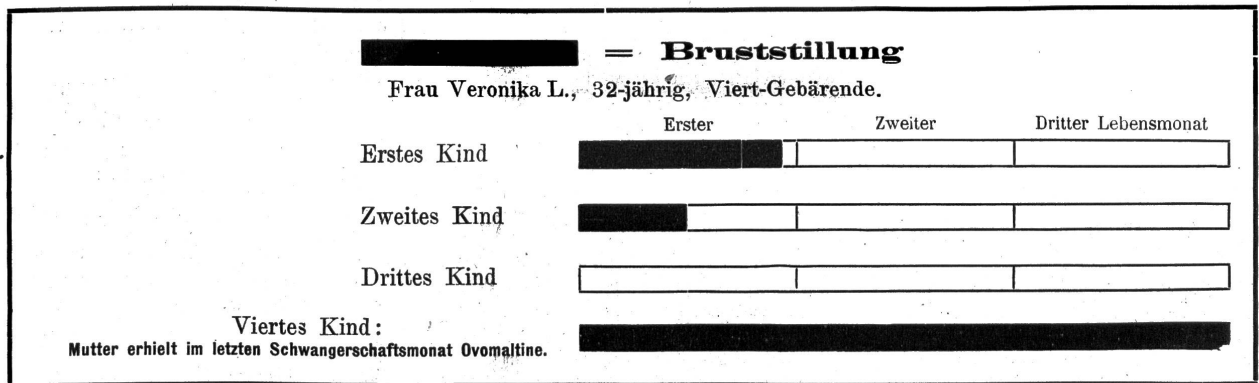 = Bruststillung
Frau Veronika L., 32-jährig, Viert-Gebärende.
Erster Zweiter Dritter Lebensmonat
Erstes Kind
Zweites Kind
Drittes Kind
Viertes Kind:
Mutter erhielt im letzten Schwangerschaftsmonat Ovomaltine.